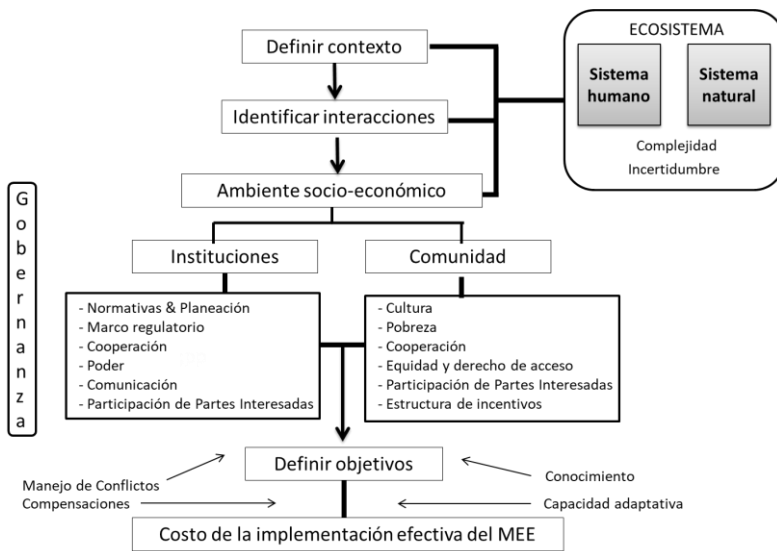 Definir contexto
ECOSISTEMA
Sistema
humano
Sistema
natural
Complejidad
Incertidumbre
Identificar interacciones
Ambiente socio-económico
Gobernanza
Instituciones
Comunidad
- Normativas & Planeación
- Marco regulatorio
- Cooperación
- Poder
- Comunicación
- Participación de Partes Interesadas
- Cultura
- Pobreza
- Cooperación
- Equidad y derecho de acceso
- Participación de Partes Interesadas
- Estructura de incentivos
Definir objetivos
Manejo de Conflictos
Compensaciones
Conocimiento
Capacidad adaptativa
Costo de la implementación efectiva del MEE